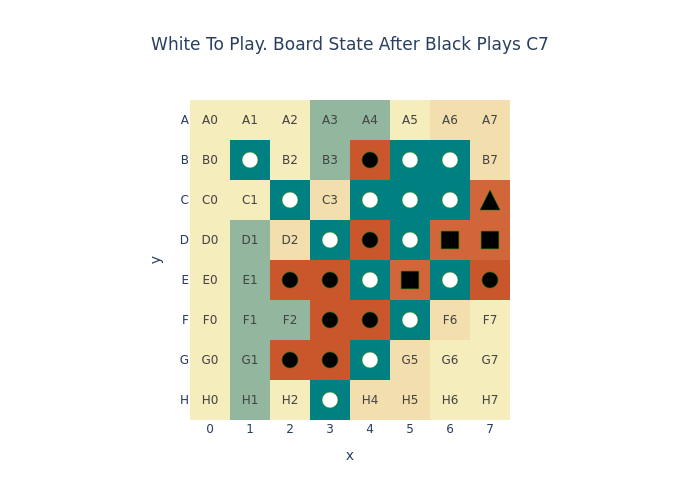 White To Play. Board State After Black Plays C7
A A0 A1 A2 A3 A4 A5 A6 A7
B B0 B2 B3 B7
C C0 C1 C3
D D0 D1 D2
E E0 E1
F F0 F1 F2 F6 F7
G G0 G1 G5 G6 G7
H H0 H1 H2 H4 H5 H6 H7
0 1 2 3 4 5 6 7
x
y